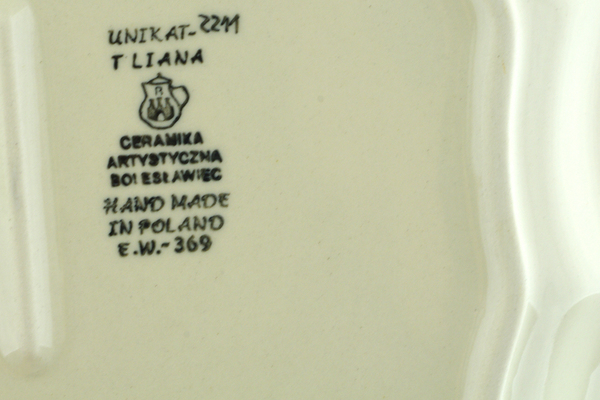 UNIKAT-2211
T LIANA
B
CERAMIKA
ARTYSTYCZNA
BOLESŁAWIEC
HAND MADE
IN POLAND
E.W.-369